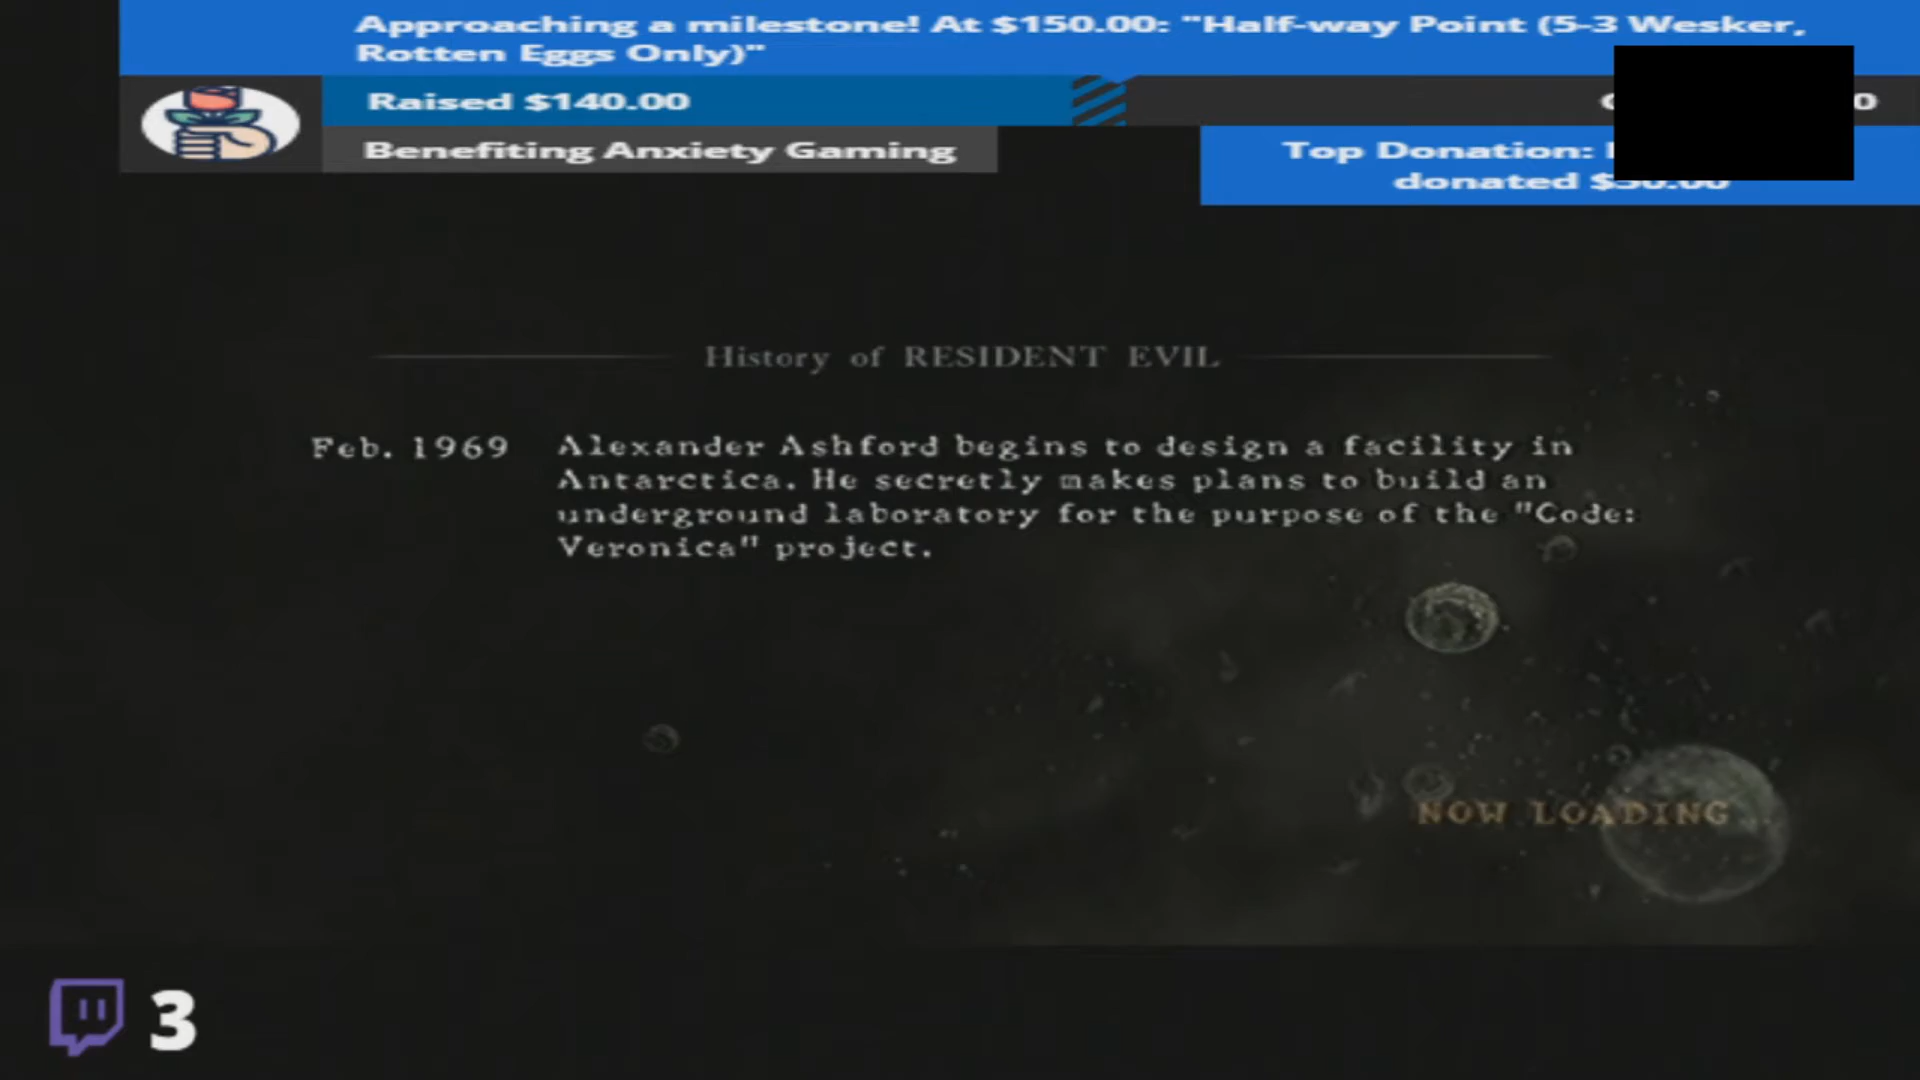 Approaching a milestone! At $150.00: "Half-way Point (5-3 Wesker,
Rotten Eggs Only)"
Raised $140.00
Benefiting Anxiety Gaming
Top Donation:
donated
History of RESIDENT EVIL
Feb. 1969 Alexander Ashford begins to design a facility in
Antarctica. He secretly makes plans to build an
underground laboratory for the purpose of the "Code:
Veronica" project.
NOW LOADING
3